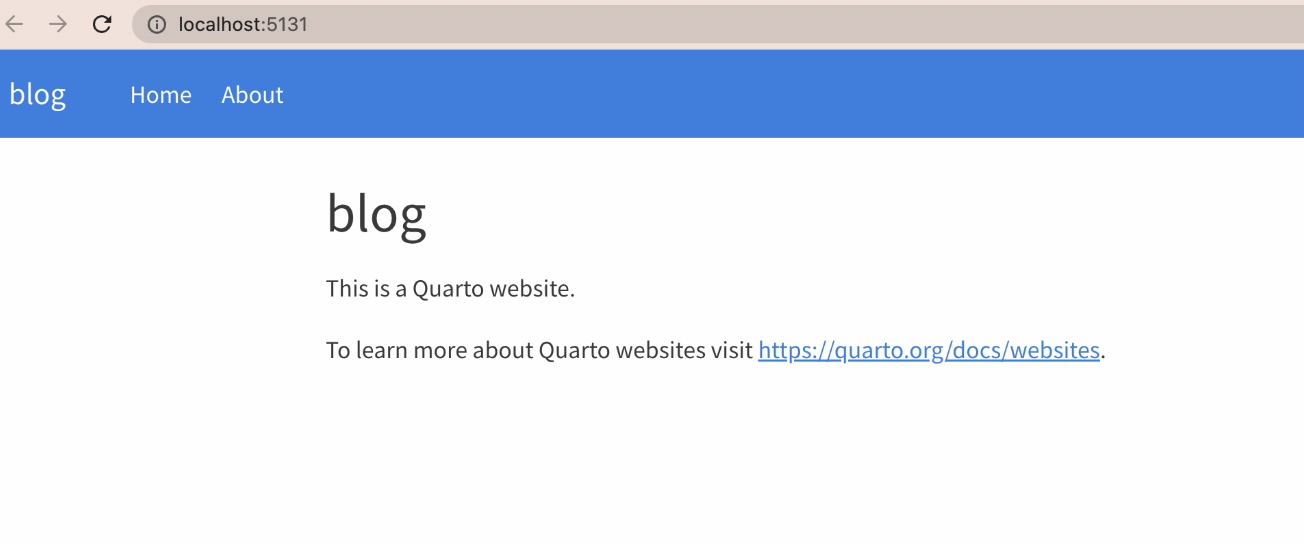 localhost:5131
blog Home About
blog
This is a Quarto website.
To learn more about Quarto websites visit https://quarto.org/docs/websites.